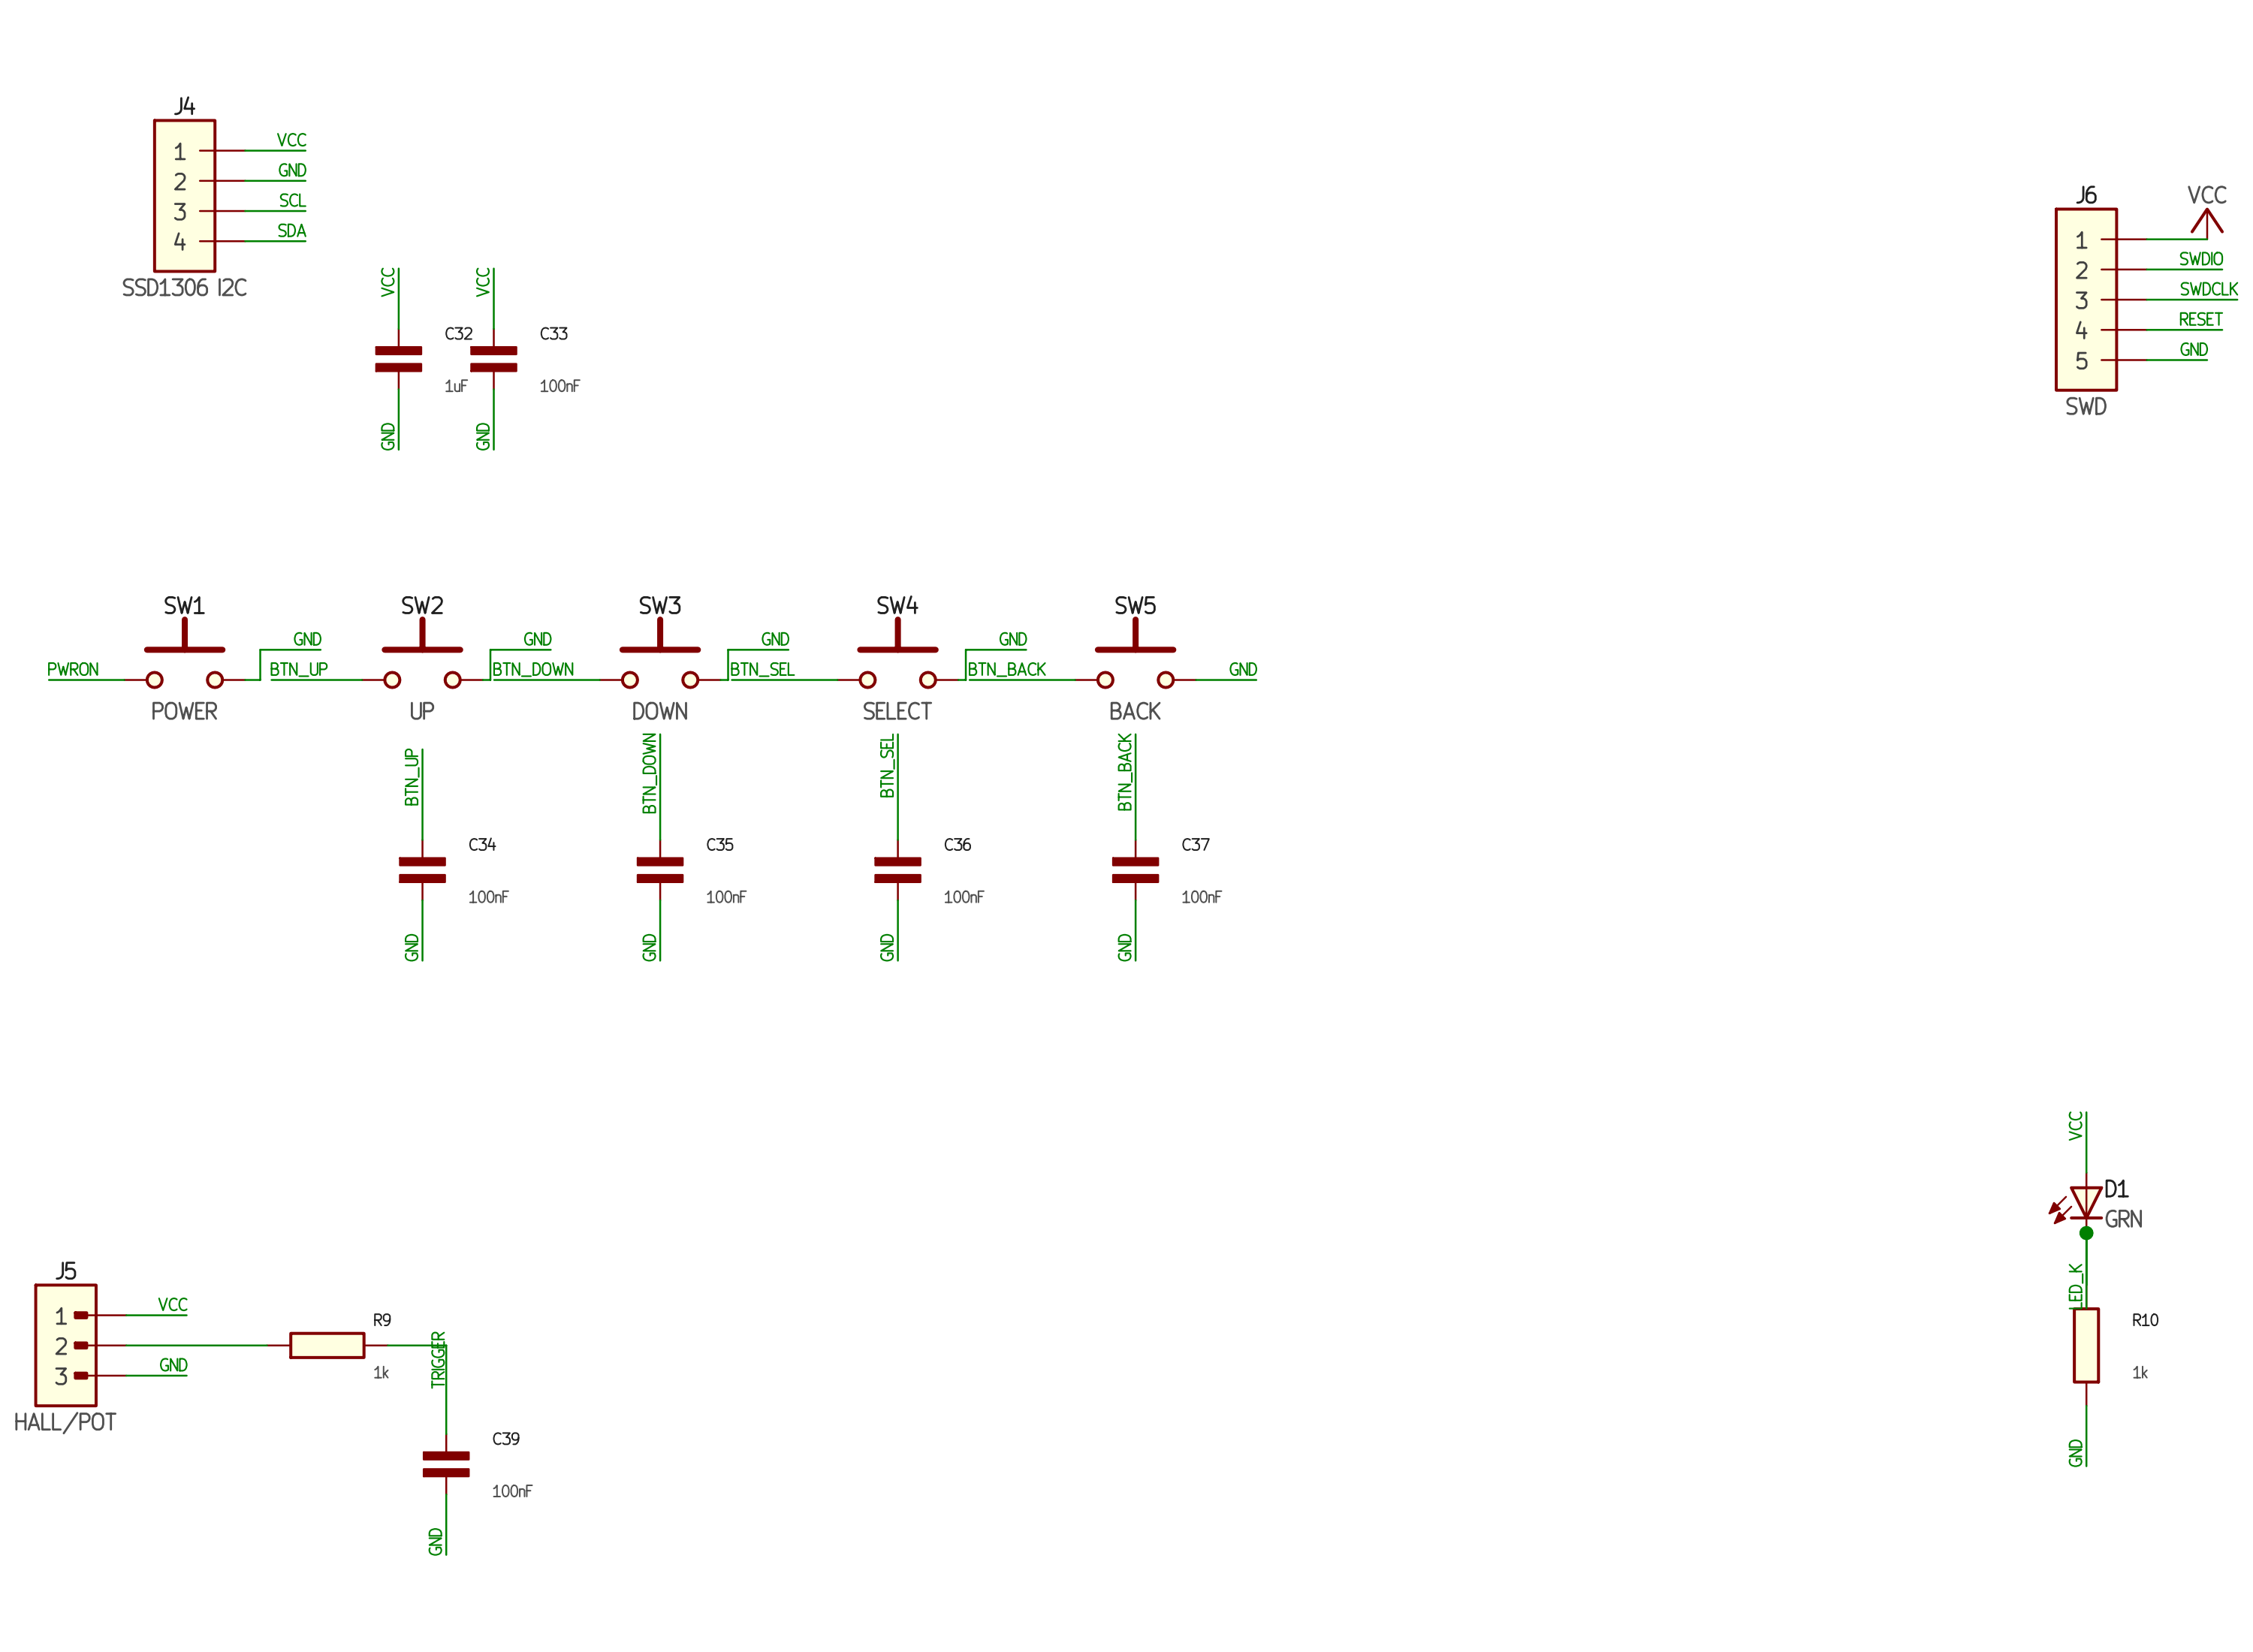 J4
1 VCC
2 GND
3 SCL
4 SDA
SSD1306 I2C
VCC VCC
C32 C33
1uF 100nF
GND GND
J6 VCC
1
2 SWDIO
3 SWDCLK
4 RESET
5 GND
SWD
SW1 SW2 SW3 SW4 SW5
GND GND GND GND
PWRON BTN_UP BTN_DOWN BTN_SEL BTN_BACK GND
POWER UP DOWN SELECT BACK
BTN_UP BTN_DOWN BTN_SEL BTN_BACK
C34 C35 C36 C37
100nF 100nF 100nF 100nF
GND GND GND GND
VCC
D1
GRN
LED_K
R10
1k
GND
J5
1 VCC
2
3 GND
HALL/POT
R9
1k
TRIGGER
C39
100nF
GND